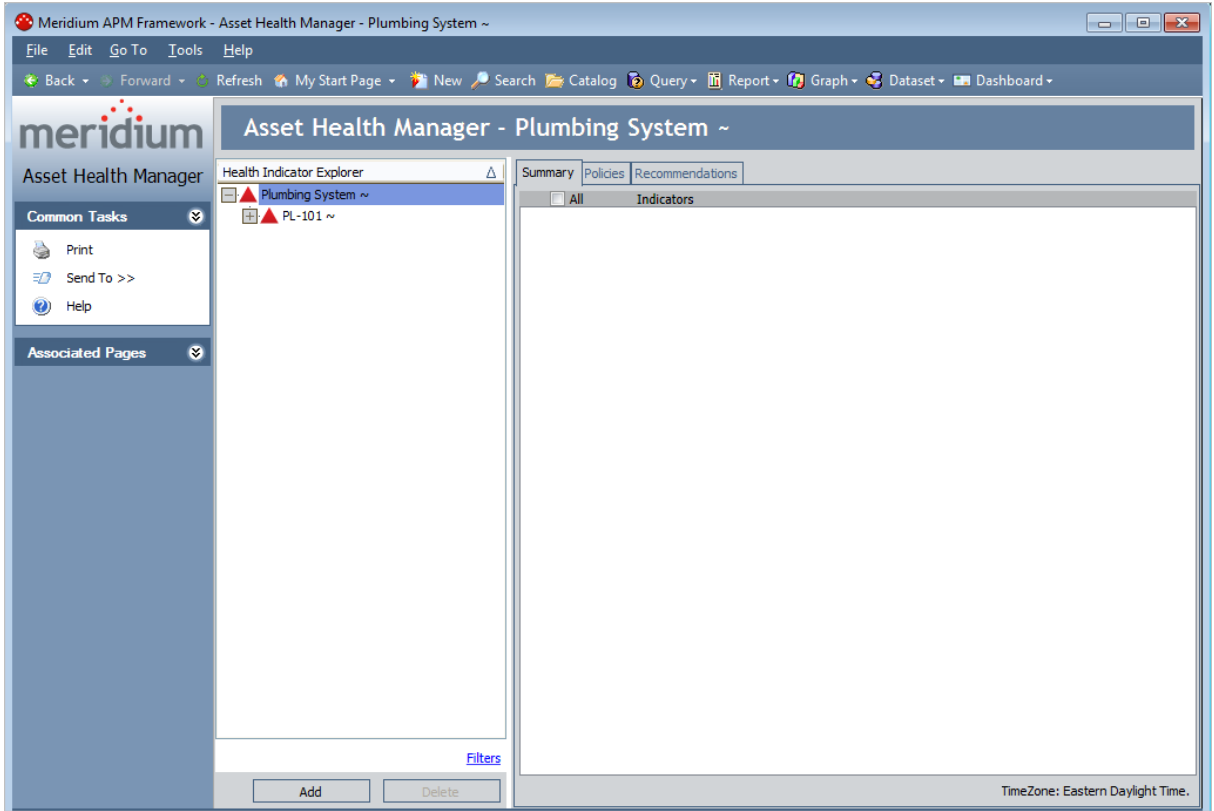 Meridium APM Framework - Asset Health Manager - Plumbing System ~
File Edit Go To Tools Help
Back Forward Refresh My Start Page New Search Catalog Query Report Graph Dataset Dashboard
meridium
Asset Health Manager - Plumbing System ~
Asset Health Manager
Common Tasks
Print
Send To >>
Help
Associated Pages
Health Indicator Explorer
Plumbing System ~
PL-101 ~
Filters
Add Delete
Summary Policies Recommendations
All Indicators
TimeZone: Eastern Daylight Time.